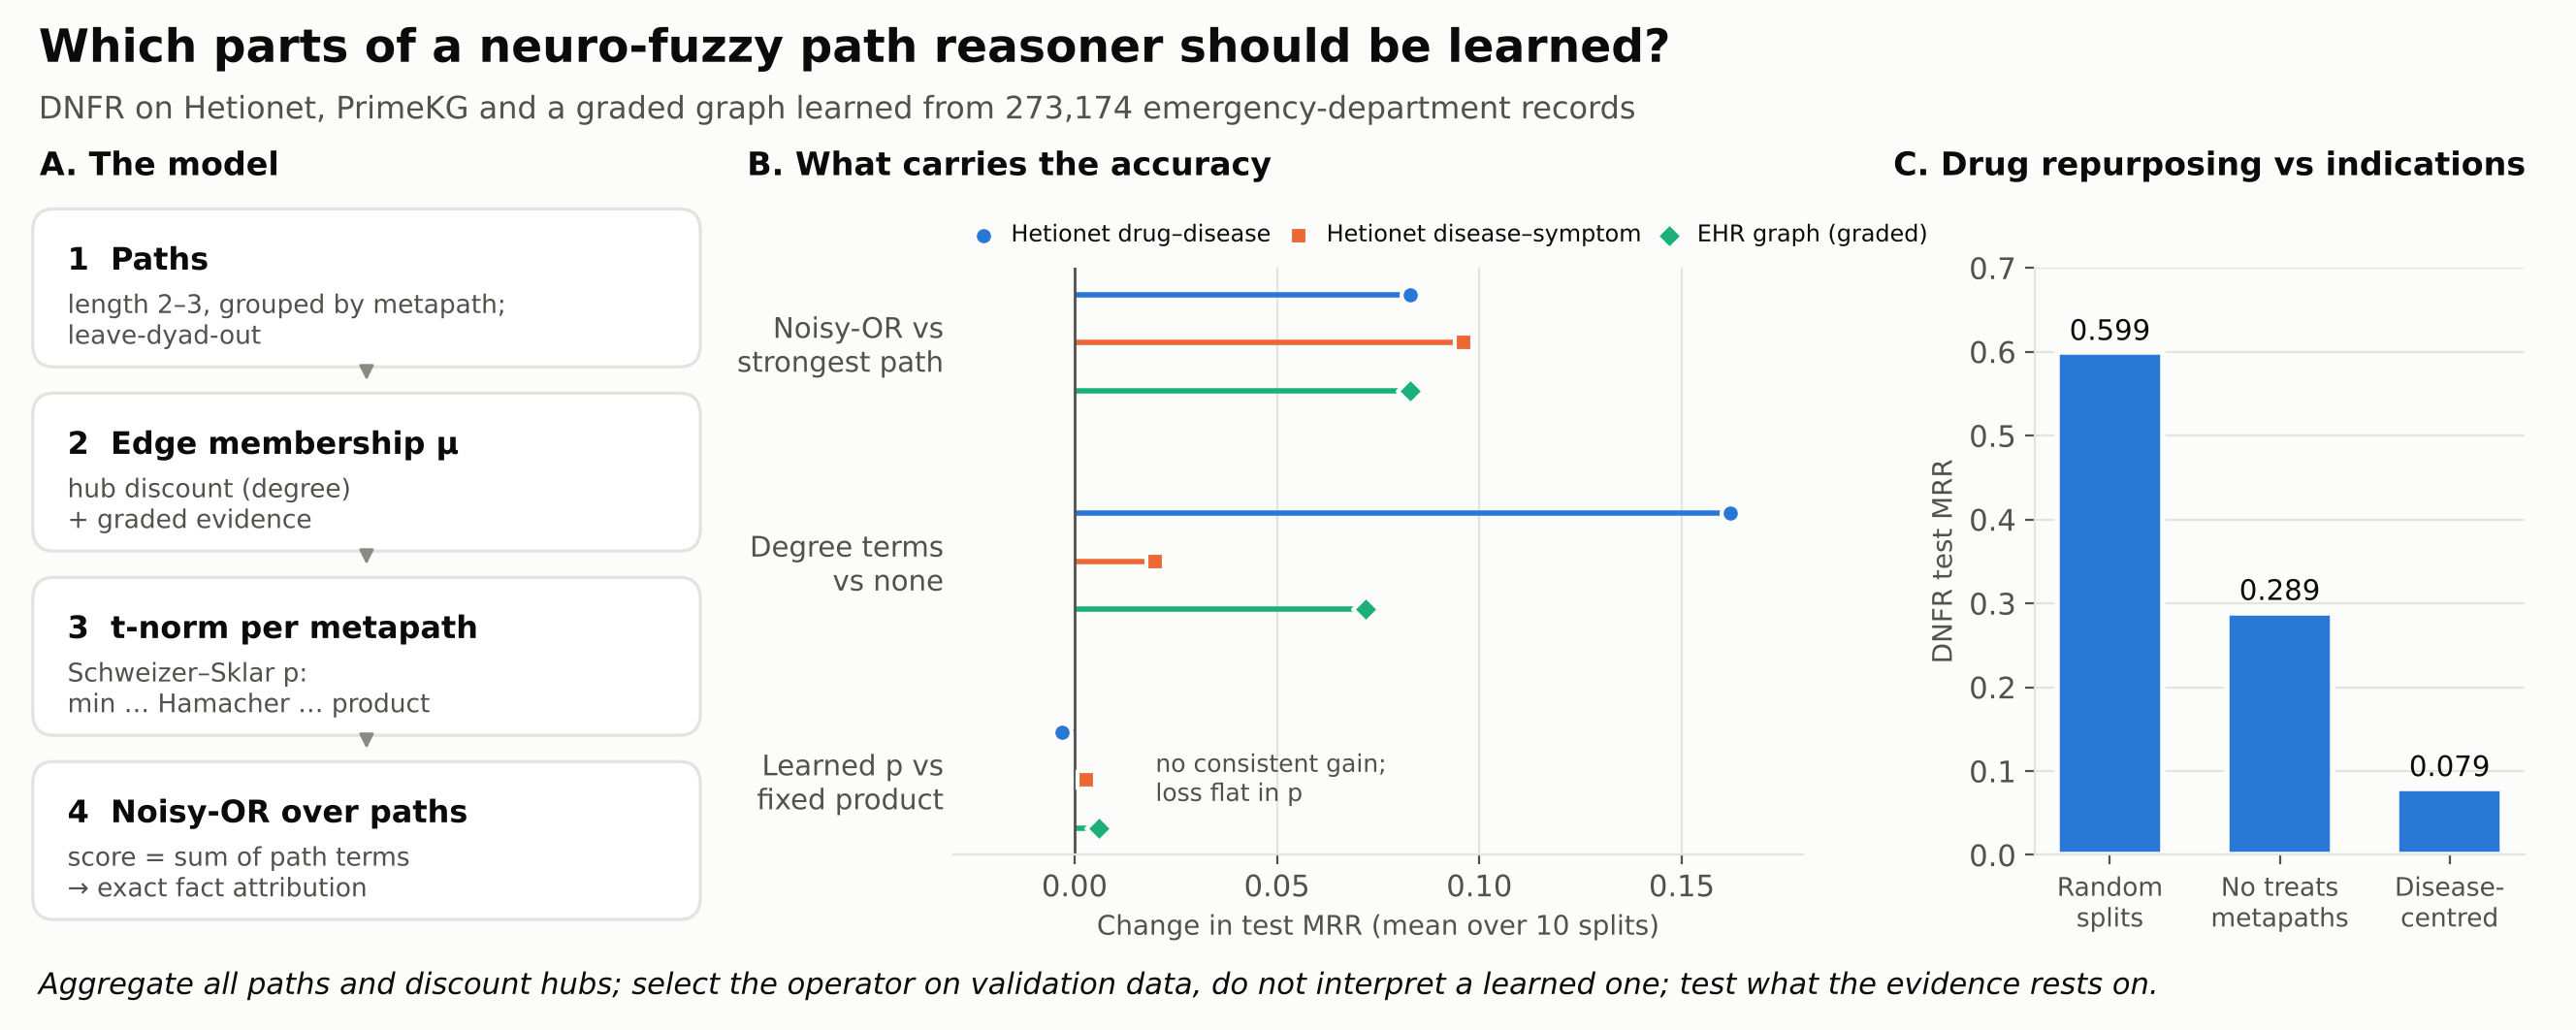 Which parts of a neuro-fuzzy path reasoner should be learned?
DNFR on Hetionet, PrimeKG and a graded graph learned from 273,174 emergency-department records
A. The model
1 Paths
length 2–3, grouped by metapath;
leave-dyad-out
2 Edge membership μ
hub discount (degree)
+ graded evidence
3 t-norm per metapath
Schweizer–Sklar p:
min ... Hamacher ... product
4 Noisy-OR over paths
score = sum of path terms
→ exact fact attribution
B. What carries the accuracy
Hetionet drug–disease
Hetionet disease–symptom
EHR graph (graded)
Noisy-OR vs
strongest path
Degree terms
vs none
Learned p vs
fixed product
no consistent gain;
loss flat in p
0.00
0.05
0.10
0.15
Change in test MRR (mean over 10 splits)
C. Drug repurposing vs indications
DNFR test MRR
0.7
0.6
0.5
0.4
0.3
0.2
0.1
0.0
0.599
0.289
0.079
Random
splits
No treats
metapaths
Disease-
centred
Aggregate all paths and discount hubs; select the operator on validation data, do not interpret a learned one; test what the evidence rests on.